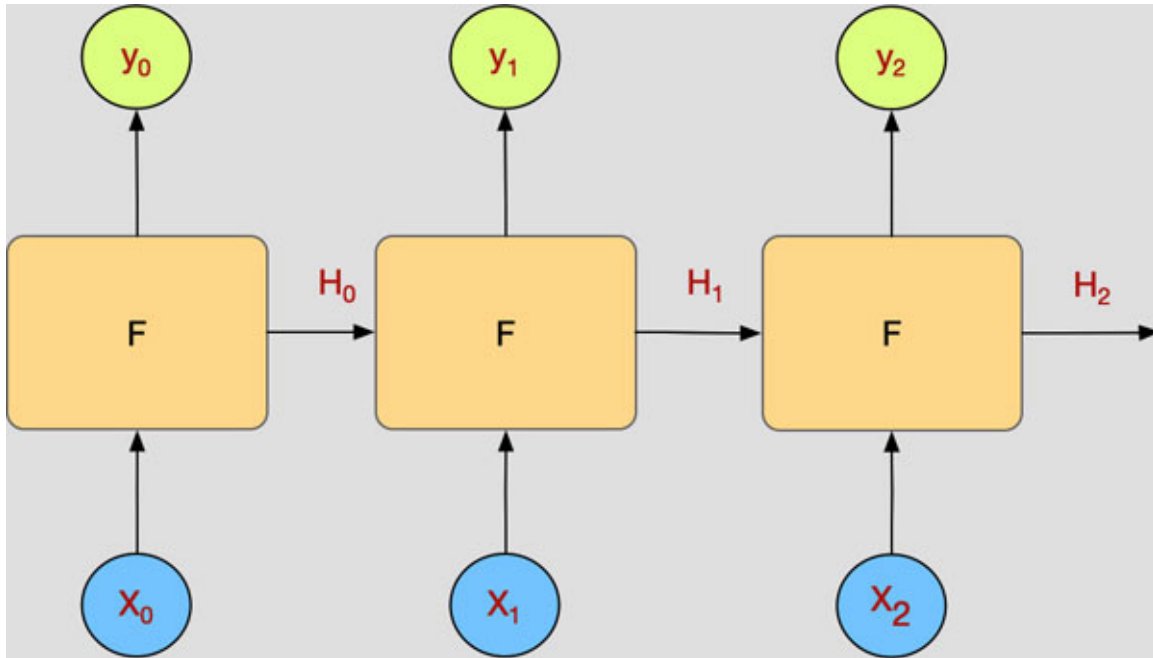 y₀ y₁ y₂
H₀ H₁ H₂
F F F
X₀ X₁ X₂